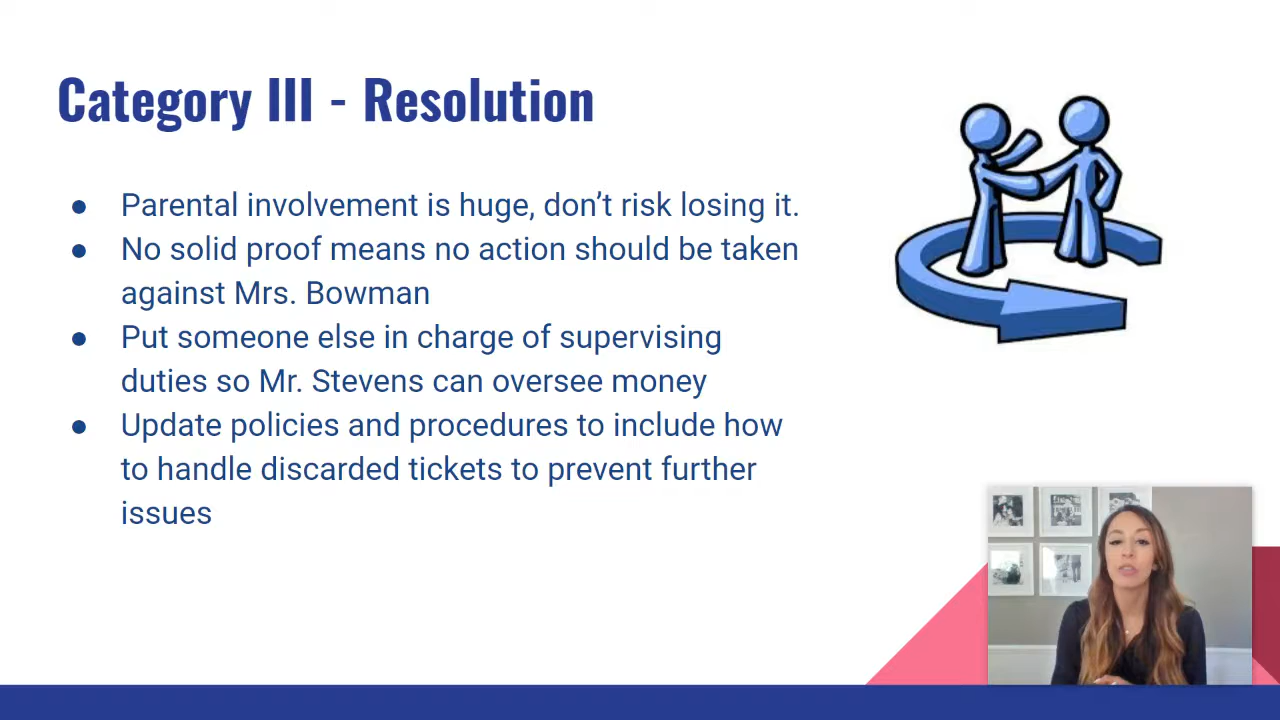 Category III - Resolution
● Parental involvement is huge, don’t risk losing it.
● No solid proof means no action should be taken
against Mrs. Bowman
● Put someone else in charge of supervising
duties so Mr. Stevens can oversee money
● Update policies and procedures to include how
to handle discarded tickets to prevent further
issues